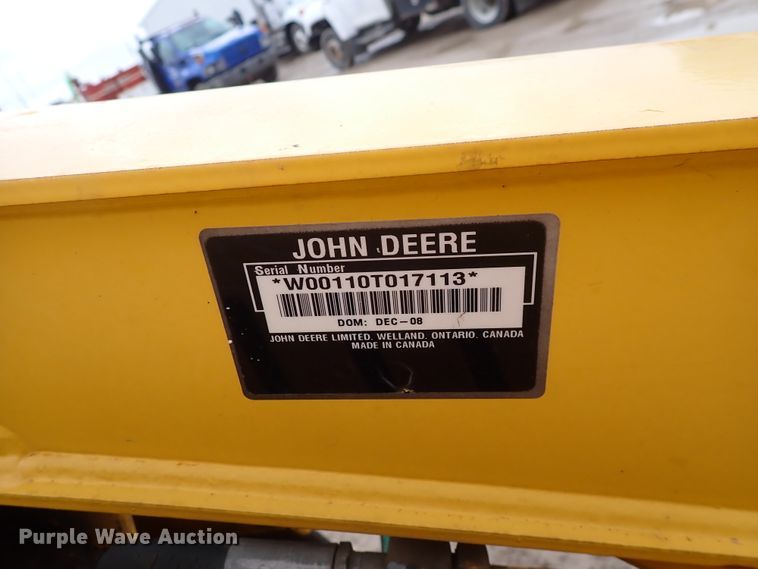 JOHN DEERE
Serial Number
*W00110T017113*
DOM: DEC-08
JOHN DEERE LIMITED, WELLAND, ONTARIO, CANADA
MADE IN CANADA
Purple Wave Auction